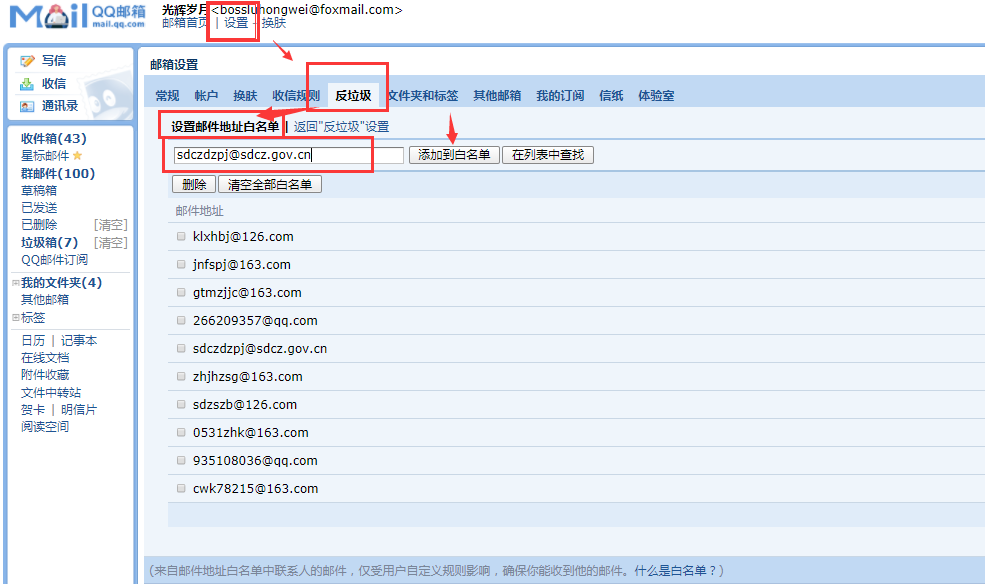 Mail QQ邮箱 mail.qq.com
光辉岁月<bossluhongwei@foxmail.com>
邮箱首页 | 设置 - 换肤
写信
收信
通讯录
收件箱(43)
星标邮件
群邮件(100)
草稿箱
已发送
已删除 [清空]
垃圾箱(7) [清空]
QQ邮件订阅
我的文件夹(4)
其他邮箱
标签
日历 | 记事本
在线文档
附件收藏
文件中转站
贺卡 | 明信片
阅读空间
邮箱设置
常规 帐户 换肤 收信规则 反垃圾 文件夹和标签 其他邮箱 我的订阅 信纸 体验室
设置邮件地址白名单 | 返回"反垃圾"设置
sdczdzpj@sdcz.gov.cn 添加到白名单 在列表中查找
删除 清空全部白名单
邮件地址
klxhbj@126.com
jnfspj@163.com
gtmzjjc@163.com
266209357@qq.com
sdczdzpj@sdcz.gov.cn
zhjhzsg@163.com
sdzszb@126.com
0531zhk@163.com
935108036@qq.com
cwk78215@163.com
(来自邮件地址白名单中联系人的邮件，仅受用户自定义规则影响，确保你能收到他的邮件。什么是白名单？)